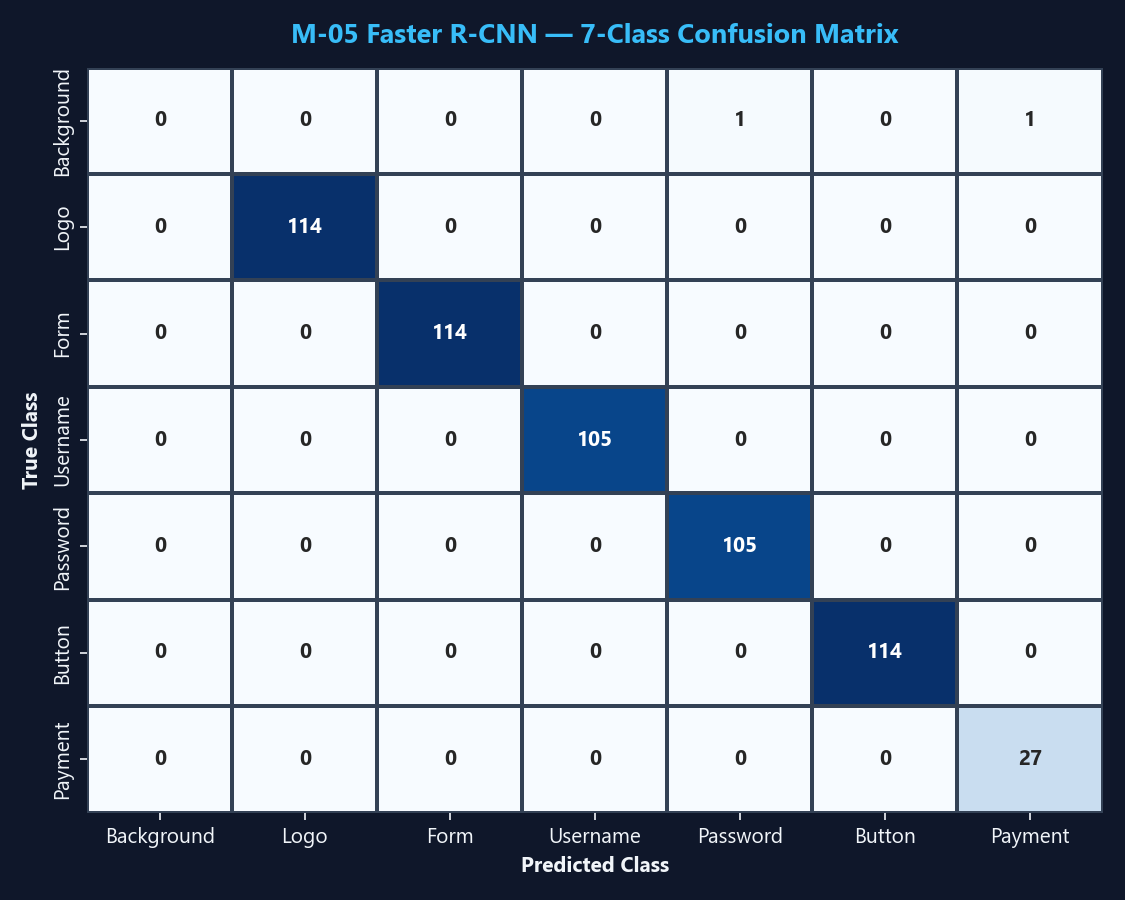 M-05 Faster R-CNN — 7-Class Confusion Matrix
True Class
Background 0 0 0 0 1 0 1
Logo 0 114 0 0 0 0 0
Form 0 0 114 0 0 0 0
Username 0 0 0 105 0 0 0
Password 0 0 0 0 105 0 0
Button 0 0 0 0 0 114 0
Payment 0 0 0 0 0 0 27
Background Logo Form Username Password Button Payment
Predicted Class